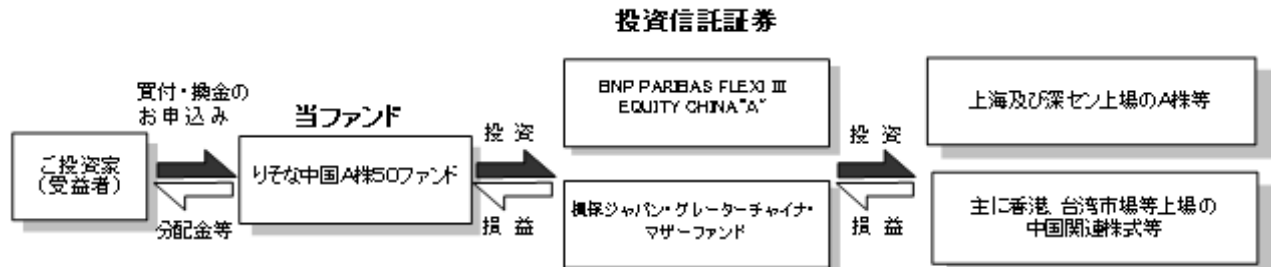 投資信託証券
買付・換金の
お申込み
当ファンド
投 資
投 資
BNP PARIBAS FLEXI Ⅲ
EQUITY CHINA"A"
上海及び深セン上場のA株等
ご投資家
(受益者)
りそな中国A株50ファンド
損保ジャパン・グレーターチャイナ・
マザーファンド
主に香港、台湾市場等上場の
中国関連株式等
分配金等
損 益
損 益